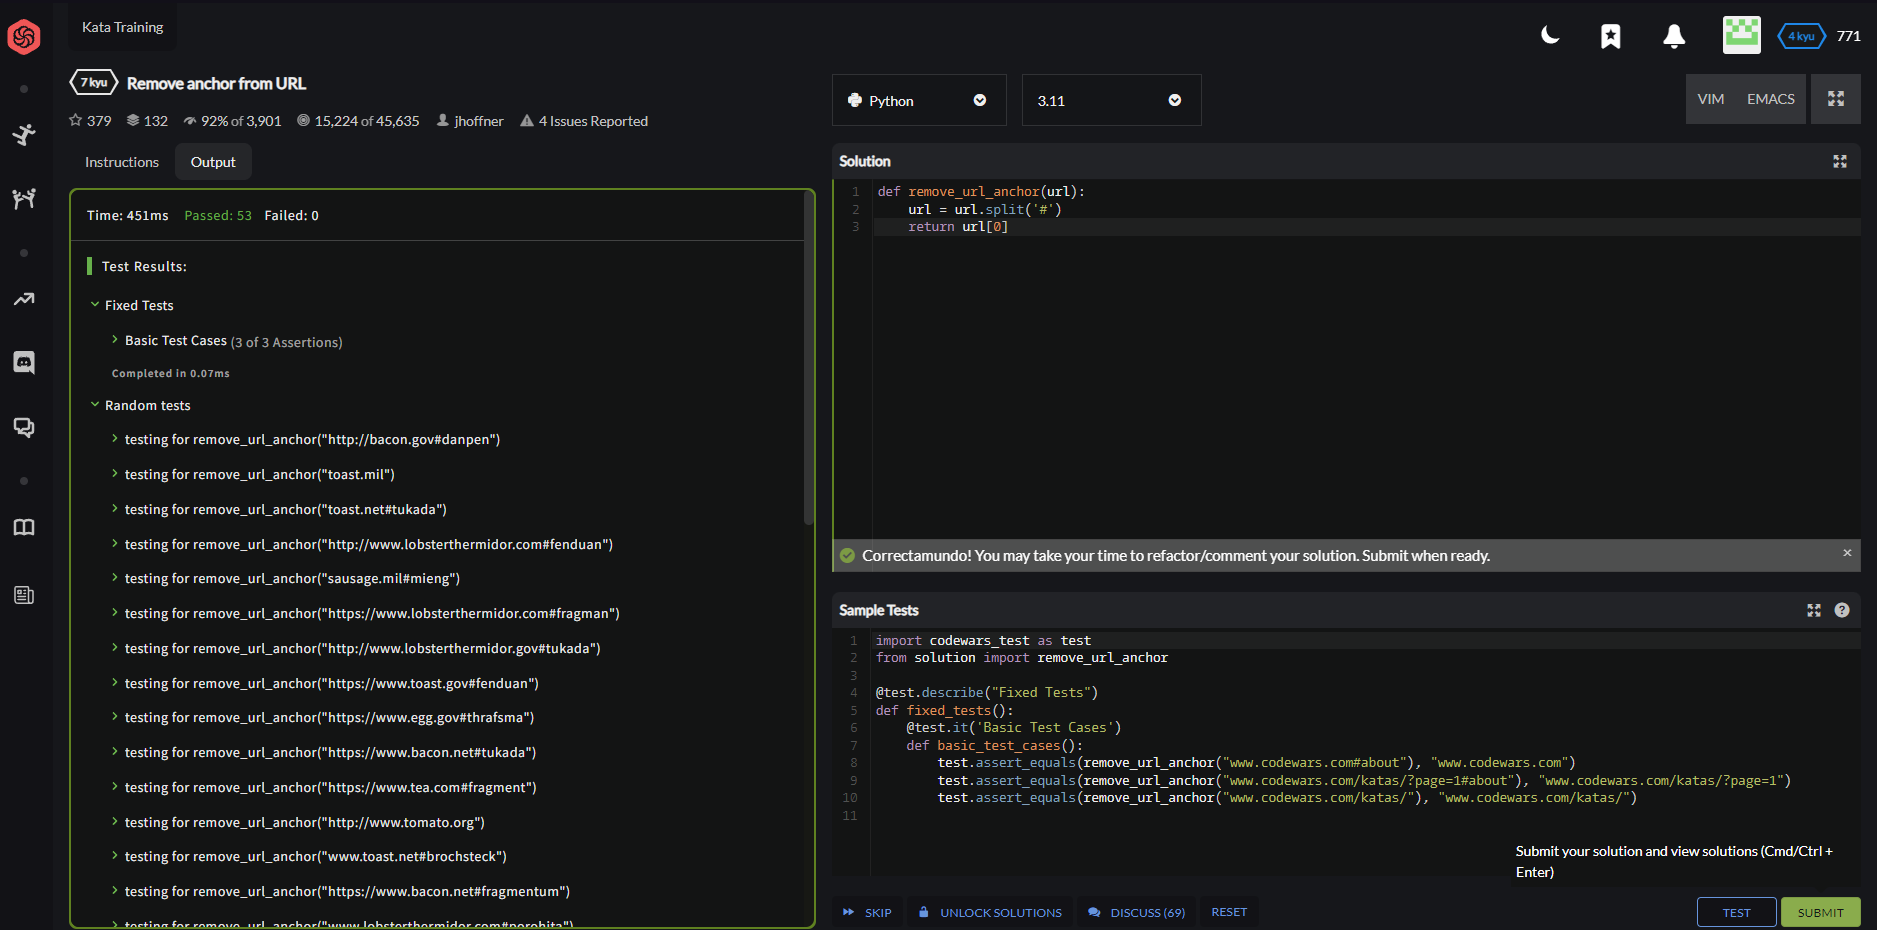 Kata Training
4 kyu 771
7 kyu Remove anchor from URL
379 132 92% of 3,901 15,224 of 45,635 jhoffner 4 Issues Reported
Instructions Output
Time: 451ms Passed: 53 Failed: 0
Test Results:
Fixed Tests
Basic Test Cases (3 of 3 Assertions)
Completed in 0.07ms
Random tests
testing for remove_url_anchor("http://bacon.gov#danpen")
testing for remove_url_anchor("toast.mil")
testing for remove_url_anchor("toast.net#tukada")
testing for remove_url_anchor("http://www.lobsterthermidor.com#fenduan")
testing for remove_url_anchor("sausage.mil#mieng")
testing for remove_url_anchor("https://www.lobsterthermidor.com#fragman")
testing for remove_url_anchor("http://www.lobsterthermidor.gov#tukada")
testing for remove_url_anchor("https://www.toast.gov#fenduan")
testing for remove_url_anchor("https://www.egg.gov#thrafsma")
testing for remove_url_anchor("https://www.bacon.net#tukada")
testing for remove_url_anchor("https://www.tea.com#fragment")
testing for remove_url_anchor("http://www.tomato.org")
testing for remove_url_anchor("www.toast.net#brochsteck")
testing for remove_url_anchor("https://www.bacon.net#fragmentum")
testing for remove_url_anchor("www.lobsterthermidor.com#porohita")
Python 3.11 VIM EMACS
Solution
1 def remove_url_anchor(url):
2 url = url.split('#')
3 return url[0]
Correctamundo! You may take your time to refactor/comment your solution. Submit when ready. ×
Sample Tests ?
1 import codewars_test as test
2 from solution import remove_url_anchor
3
4 @test.describe("Fixed Tests")
5 def fixed_tests():
6 @test.it('Basic Test Cases')
7 def basic_test_cases():
8 test.assert_equals(remove_url_anchor("www.codewars.com#about"), "www.codewars.com")
9 test.assert_equals(remove_url_anchor("www.codewars.com/katas/?page=1#about"), "www.codewars.com/katas/?page=1")
10 test.assert_equals(remove_url_anchor("www.codewars.com/katas/"), "www.codewars.com/katas/")
11
Submit your solution and view solutions (Cmd/Ctrl +
Enter)
SKIP UNLOCK SOLUTIONS DISCUSS (69) RESET TEST SUBMIT